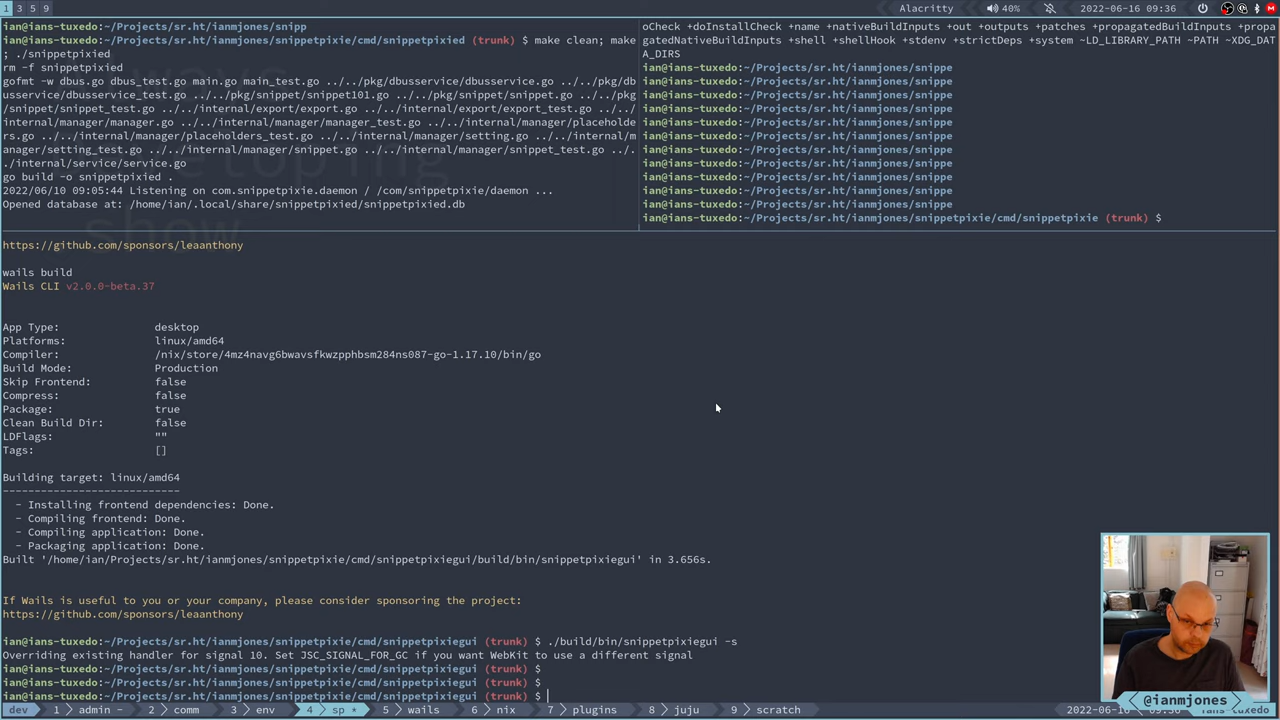 1 3 5 9
Alacritty
40%
2022-06-16 09:36
ian@ians-tuxedo:~/Projects/sr.ht/ianmjones/snipp
ian@ians-tuxedo:~/Projects/sr.ht/ianmjones/snippetpixie/cmd/snippetpixied (trunk) $ make clean; make
; ./snippetpixied
rm -f snippetpixied
gofmt -w dbus.go dbus_test.go main.go main_test.go ../../pkg/dbusservice/dbusservice.go ../../pkg/db
usservice/dbusservice_test.go ../../pkg/snippet/snippet101.go ../../pkg/snippet/snippet.go ../../pkg
/snippet/snippet_test.go ../../internal/export/export.go ../../internal/export/export_test.go ../../
internal/manager/manager.go ../../internal/manager/manager_test.go ../../internal/manager/placeholde
rs.go ../../internal/manager/placeholders_test.go ../../internal/manager/setting.go ../../internal/m
anager/setting_test.go ../../internal/manager/snippet.go ../../internal/manager/snippet_test.go ../.
./internal/service/service.go
go build -o snippetpixied .
2022/06/10 09:05:44 Listening on com.snippetpixie.daemon / /com/snippetpixie/daemon ...
Opened database at: /home/ian/.local/share/snippetpixied/snippetpixied.db
oCheck +doInstallCheck +name +nativeBuildInputs +out +outputs +patches +propagatedBuildInputs +propa
gatedNativeBuildInputs +shell +shellHook +stdenv +strictDeps +system ~LD_LIBRARY_PATH ~PATH ~XDG_DAT
A_DIRS
ian@ians-tuxedo:~/Projects/sr.ht/ianmjones/snippe
ian@ians-tuxedo:~/Projects/sr.ht/ianmjones/snippe
ian@ians-tuxedo:~/Projects/sr.ht/ianmjones/snippe
ian@ians-tuxedo:~/Projects/sr.ht/ianmjones/snippe
ian@ians-tuxedo:~/Projects/sr.ht/ianmjones/snippe
ian@ians-tuxedo:~/Projects/sr.ht/ianmjones/snippe
ian@ians-tuxedo:~/Projects/sr.ht/ianmjones/snippe
ian@ians-tuxedo:~/Projects/sr.ht/ianmjones/snippe
ian@ians-tuxedo:~/Projects/sr.ht/ianmjones/snippe
ian@ians-tuxedo:~/Projects/sr.ht/ianmjones/snippe
ian@ians-tuxedo:~/Projects/sr.ht/ianmjones/snippe
ian@ians-tuxedo:~/Projects/sr.ht/ianmjones/snippetpixie/cmd/snippetpixie (trunk) $
show
https://github.com/sponsors/leaanthony
wails build
Wails CLI v2.0.0-beta.37
App Type: desktop
Platforms: linux/amd64
Compiler: /nix/store/4mz4navg6bwavsfkwzpphbsm284ns087-go-1.17.10/bin/go
Build Mode: Production
Skip Frontend: false
Compress: false
Package: true
Clean Build Dir: false
LDFlags: ""
Tags: []
Building target: linux/amd64
----------------------------
- Installing frontend dependencies: Done.
- Compiling frontend: Done.
- Compiling application: Done.
- Packaging application: Done.
Built '/home/ian/Projects/sr.ht/ianmjones/snippetpixie/cmd/snippetpixiegui/build/bin/snippetpixiegui' in 3.656s.
If Wails is useful to you or your company, please consider sponsoring the project:
https://github.com/sponsors/leaanthony
ian@ians-tuxedo:~/Projects/sr.ht/ianmjones/snippetpixie/cmd/snippetpixiegui (trunk) $ ./build/bin/snippetpixiegui -s
Overriding existing handler for signal 10. Set JSC_SIGNAL_FOR_GC if you want WebKit to use a different signal
ian@ians-tuxedo:~/Projects/sr.ht/ianmjones/snippetpixie/cmd/snippetpixiegui (trunk) $
ian@ians-tuxedo:~/Projects/sr.ht/ianmjones/snippetpixie/cmd/snippetpixiegui (trunk) $
ian@ians-tuxedo:~/Projects/sr.ht/ianmjones/snippetpixie/cmd/snippetpixiegui (trunk) $
@ianmjones
dev 1 admin - 2 comm 3 env 4 sp * 5 wails 6 nix 7 plugins 8 juju 9 scratch 2022-06-16 tuxedo